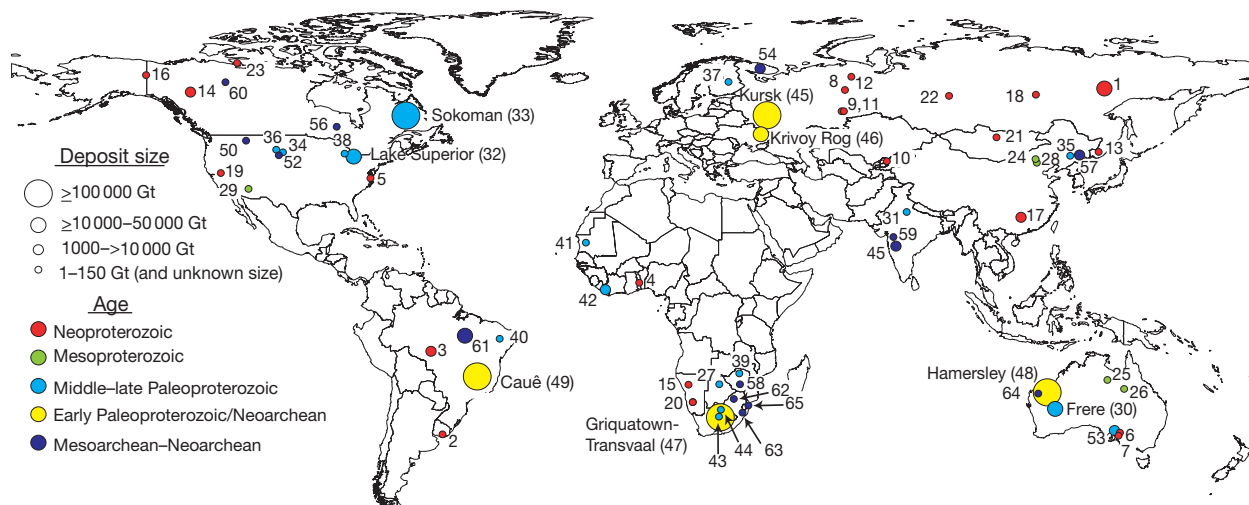 54
16
23
14
60
37
8
12
1
Kursk (45)
22
18
9,11
Sokoman (33)
Krivoy Rog (46)
56
50
36
34
38
52
Lake Superior (32)
21
35
13
24
28
57
10
Deposit size
19
29
5
≥100 000 Gt
≥10 000–50 000 Gt
1000–>10 000 Gt
1–150 Gt (and unknown size)
17
31
59
45
41
42
4
Age
Neoproterozoic
Mesoproterozoic
Middle–late Paleoproterozoic
Early Paleoproterozoic/Neoarchean
Mesoarchean–Neoarchean
3
61
40
Cauê (49)
2
39
15
27
58
62
20
65
Griquatown-
Transvaal (47)
43
44
63
Hamersley (48)
25
64
26
Frere (30)
53
6
7